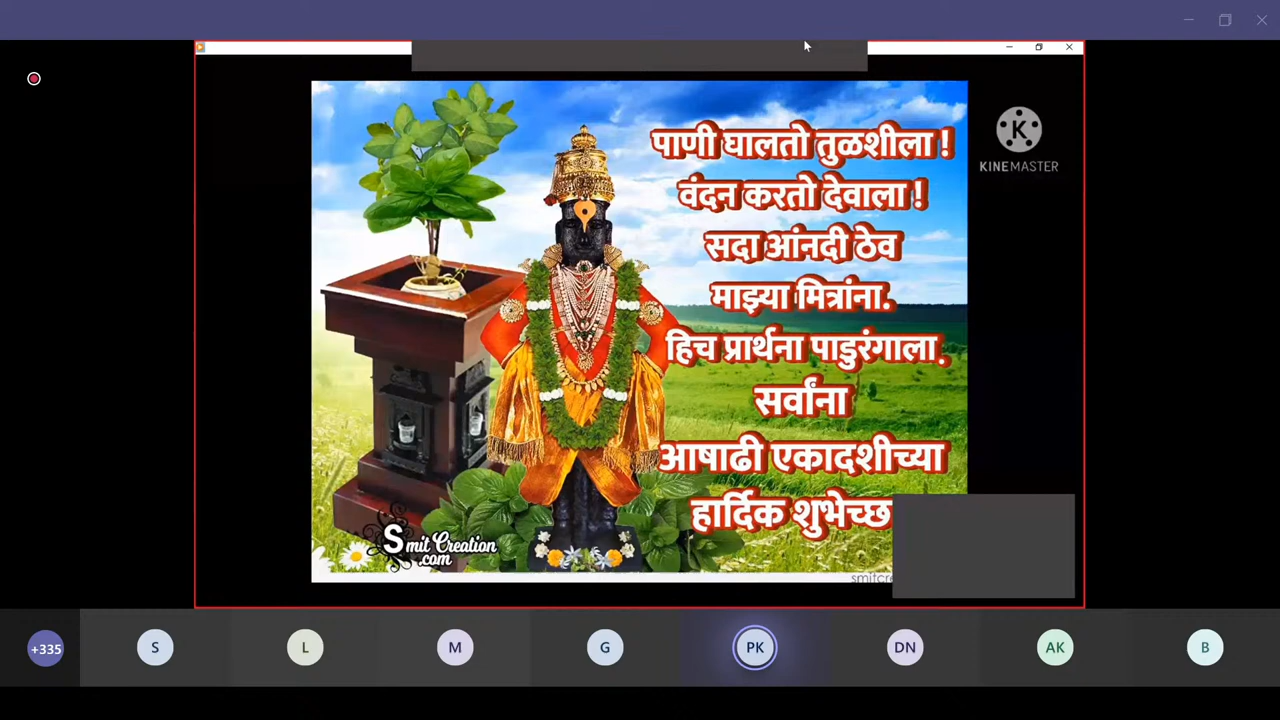 KINEMASTER
पाणी घालतो तुळशीला !
वंदन करतो देवाला !
सदा आंनदी ठेव
माझ्या मित्रांना.
हिच प्रार्थना पाडुरंगाला.
सर्वांना
आषाढी एकादशीच्या
हार्दिक शुभेच्छ
Smit Creation
.com
smitcre
+335
S
L
M
G
PK
DN
AK
B